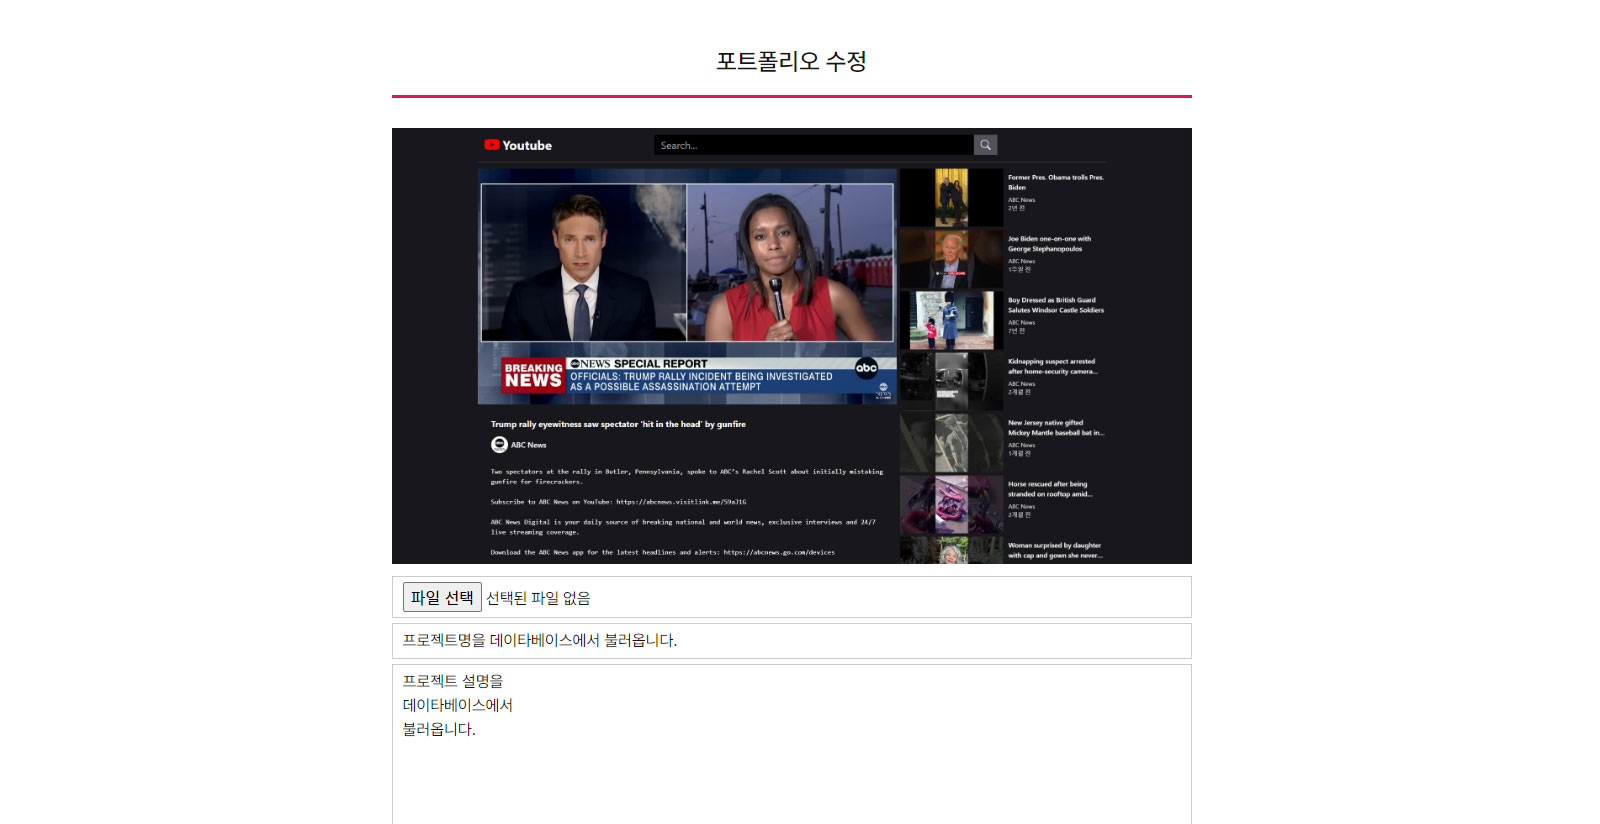 포트폴리오 수정
Youtube
Search...
BREAKING
NEWS
abc NEWS SPECIAL REPORT
OFFICIALS: TRUMP RALLY INCIDENT BEING INVESTIGATED
AS A POSSIBLE ASSASSINATION ATTEMPT
abc
Trump rally eyewitness saw spectator 'hit in the head' by gunfire
ABC News
Two spectators at the rally in Butler, Pennsylvania, spoke to ABC's Rachel Scott about initially mistaking
gunfire for firecrackers.
Subscribe to ABC News on YouTube: https://abcnews.visitlink.me/59aJ1G
ABC News Digital is your daily source of breaking national and world news, exclusive interviews and 24/7
live streaming coverage.
Download the ABC News app for the latest headlines and alerts: https://abcnews.go.com/devices
Former Pres. Obama trolls Pres.
Biden
ABC News
2년 전
Joe Biden one-on-one with
George Stephanopoulos
ABC News
1주일 전
Boy Dressed as British Guard
Salutes Windsor Castle Soldiers
ABC News
7년 전
Kidnapping suspect arrested
after home-security camera...
ABC News
2개월 전
New Jersey native gifted
Mickey Mantle baseball bat in...
ABC News
1개월 전
Horse rescued after being
stranded on rooftop amid...
ABC News
2개월 전
Woman surprised by daughter
with cap and gown she never...
파일 선택 선택된 파일 없음
프로젝트명을 데이타베이스에서 불러옵니다.
프로젝트 설명을
데이타베이스에서
불러옵니다.